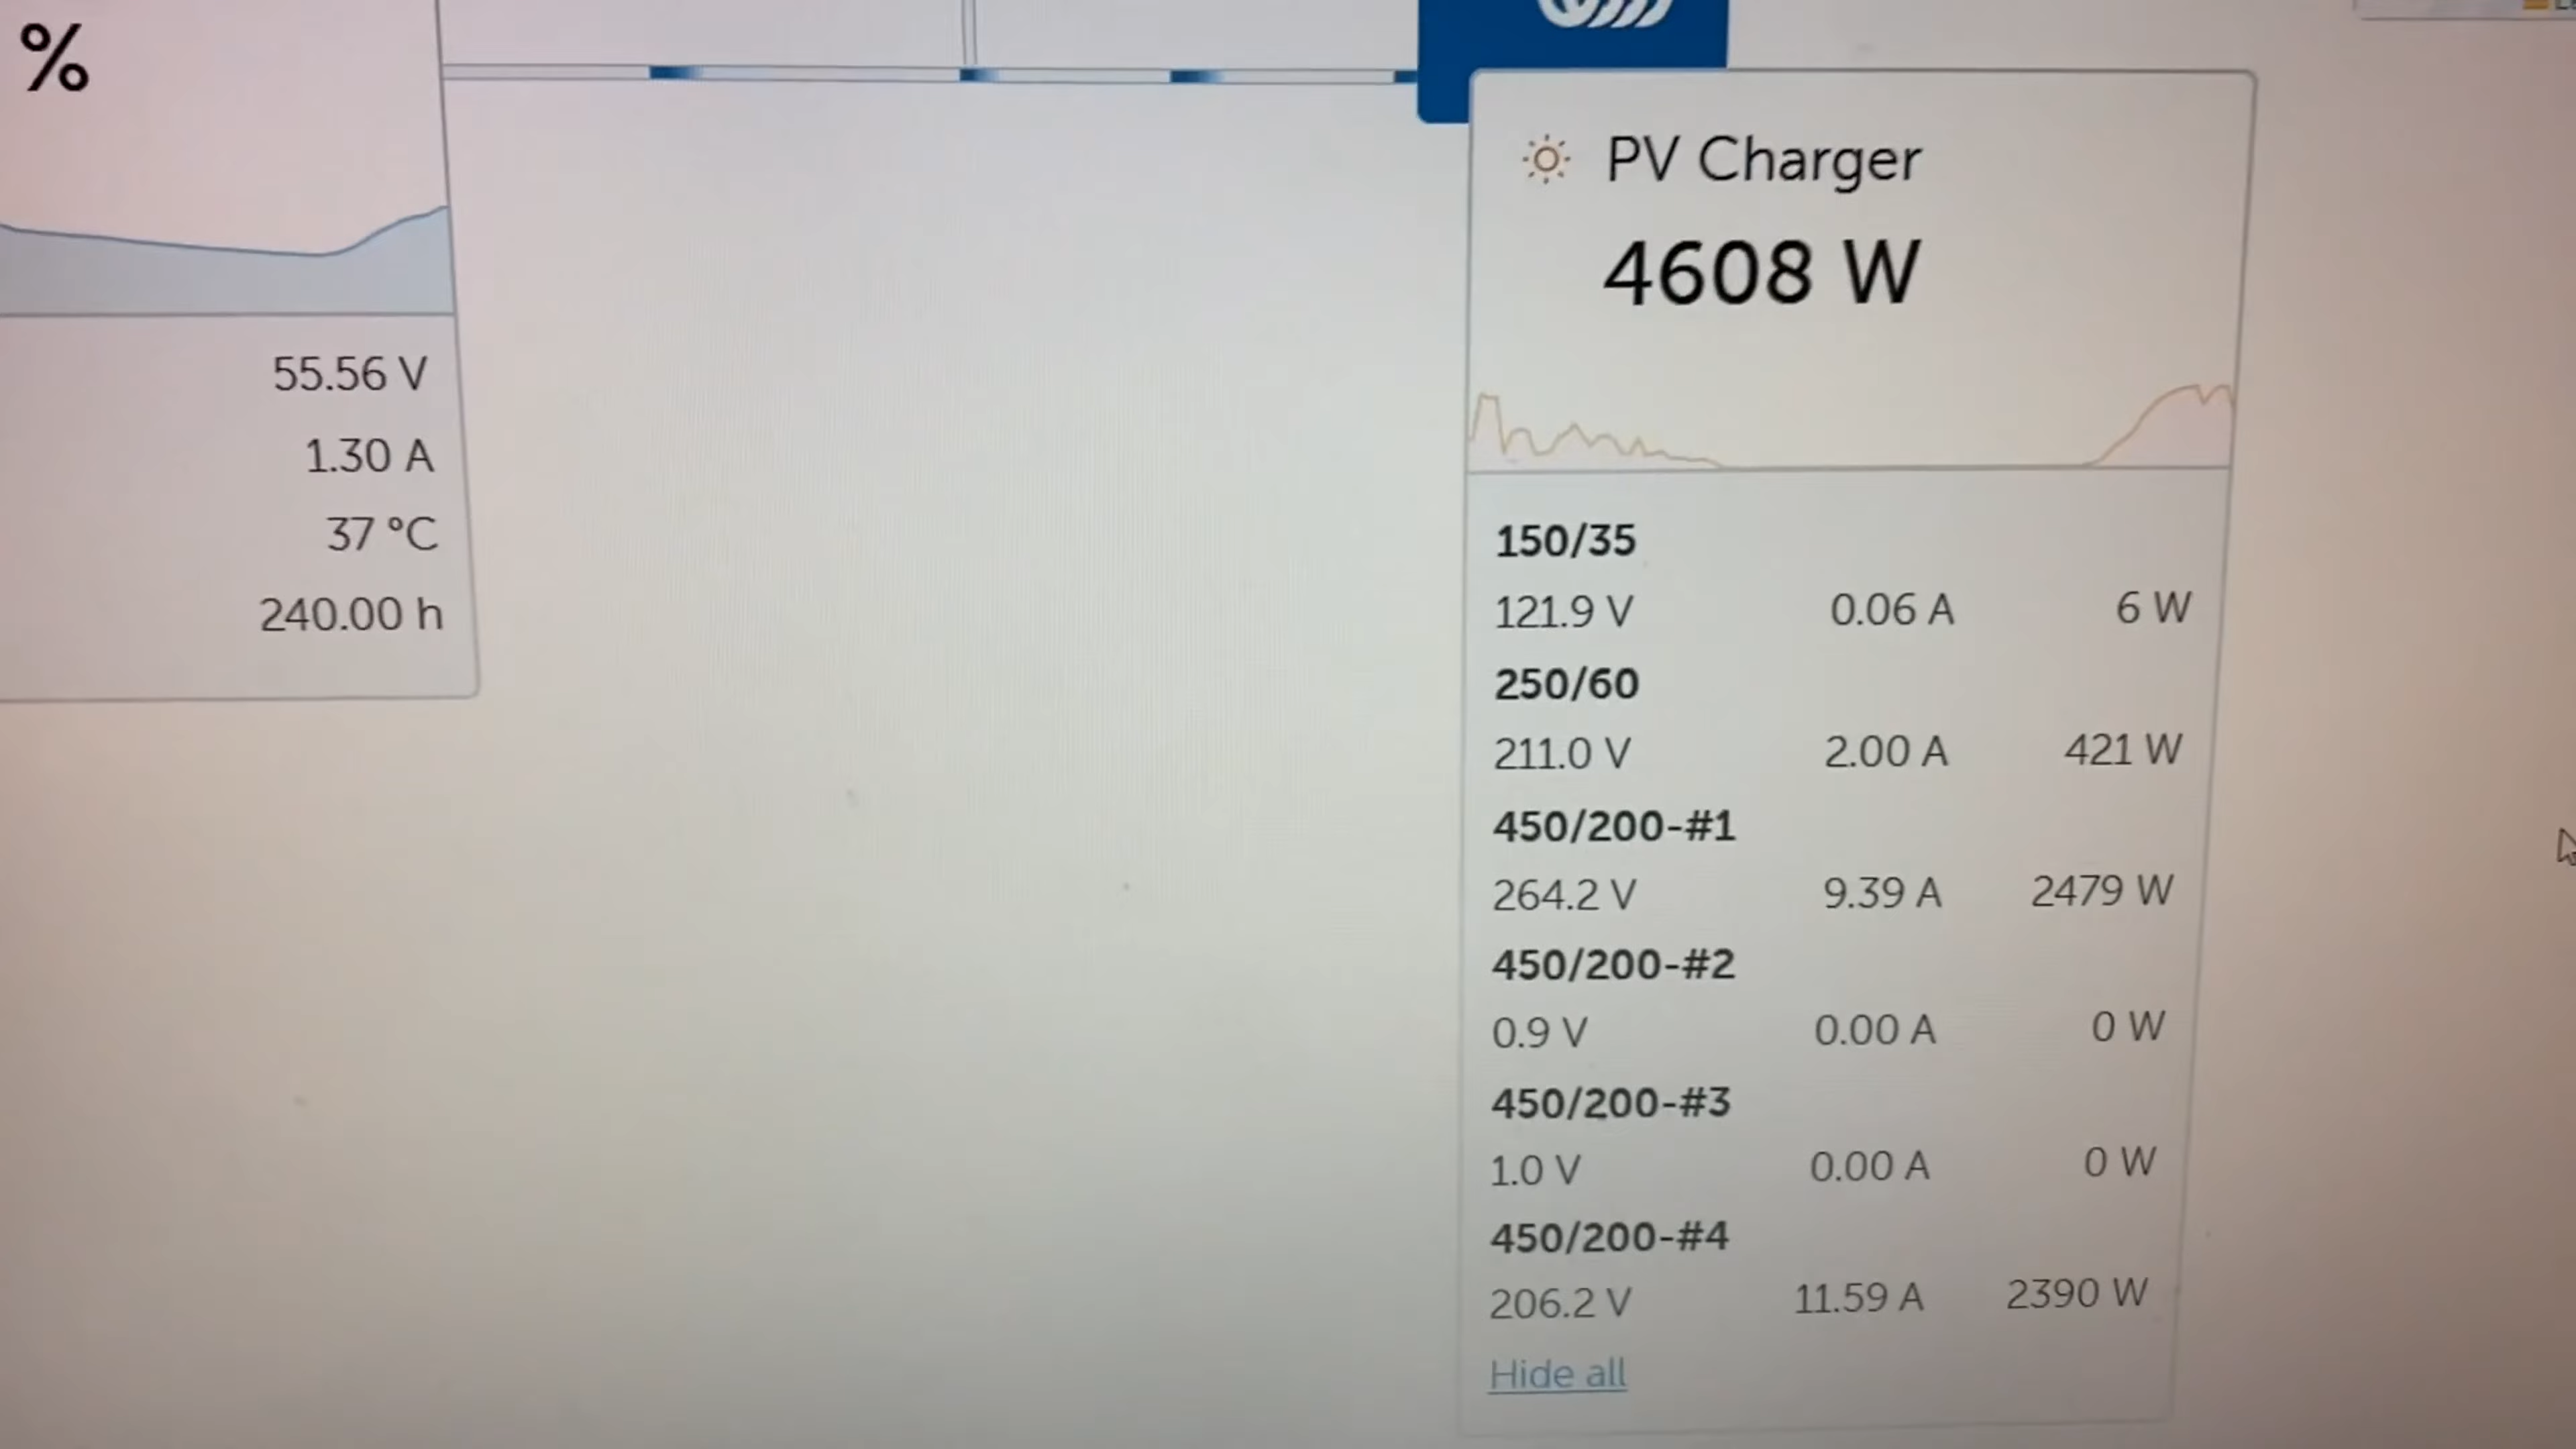 %
55.56 V
1.30 A
37 °C
240.00 h
PV Charger
4608 W
150/35
121.9 V 0.06 A 6 W
250/60
211.0 V 2.00 A 421 W
450/200-#1
264.2 V 9.39 A 2479 W
450/200-#2
0.9 V 0.00 A 0 W
450/200-#3
1.0 V 0.00 A 0 W
450/200-#4
206.2 V 11.59 A 2390 W
Hide all